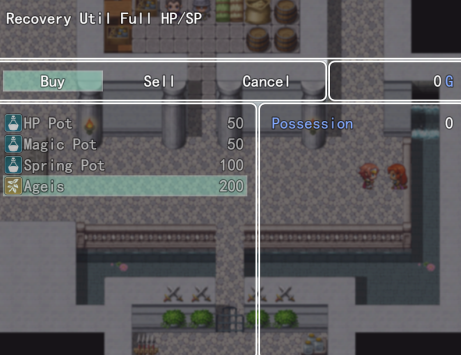 Recovery Util Full HP/SP
Buy Sell Cancel 0 G
HP Pot 50
Magic Pot 50
Spring Pot 100
Ageis 200
Possession 0